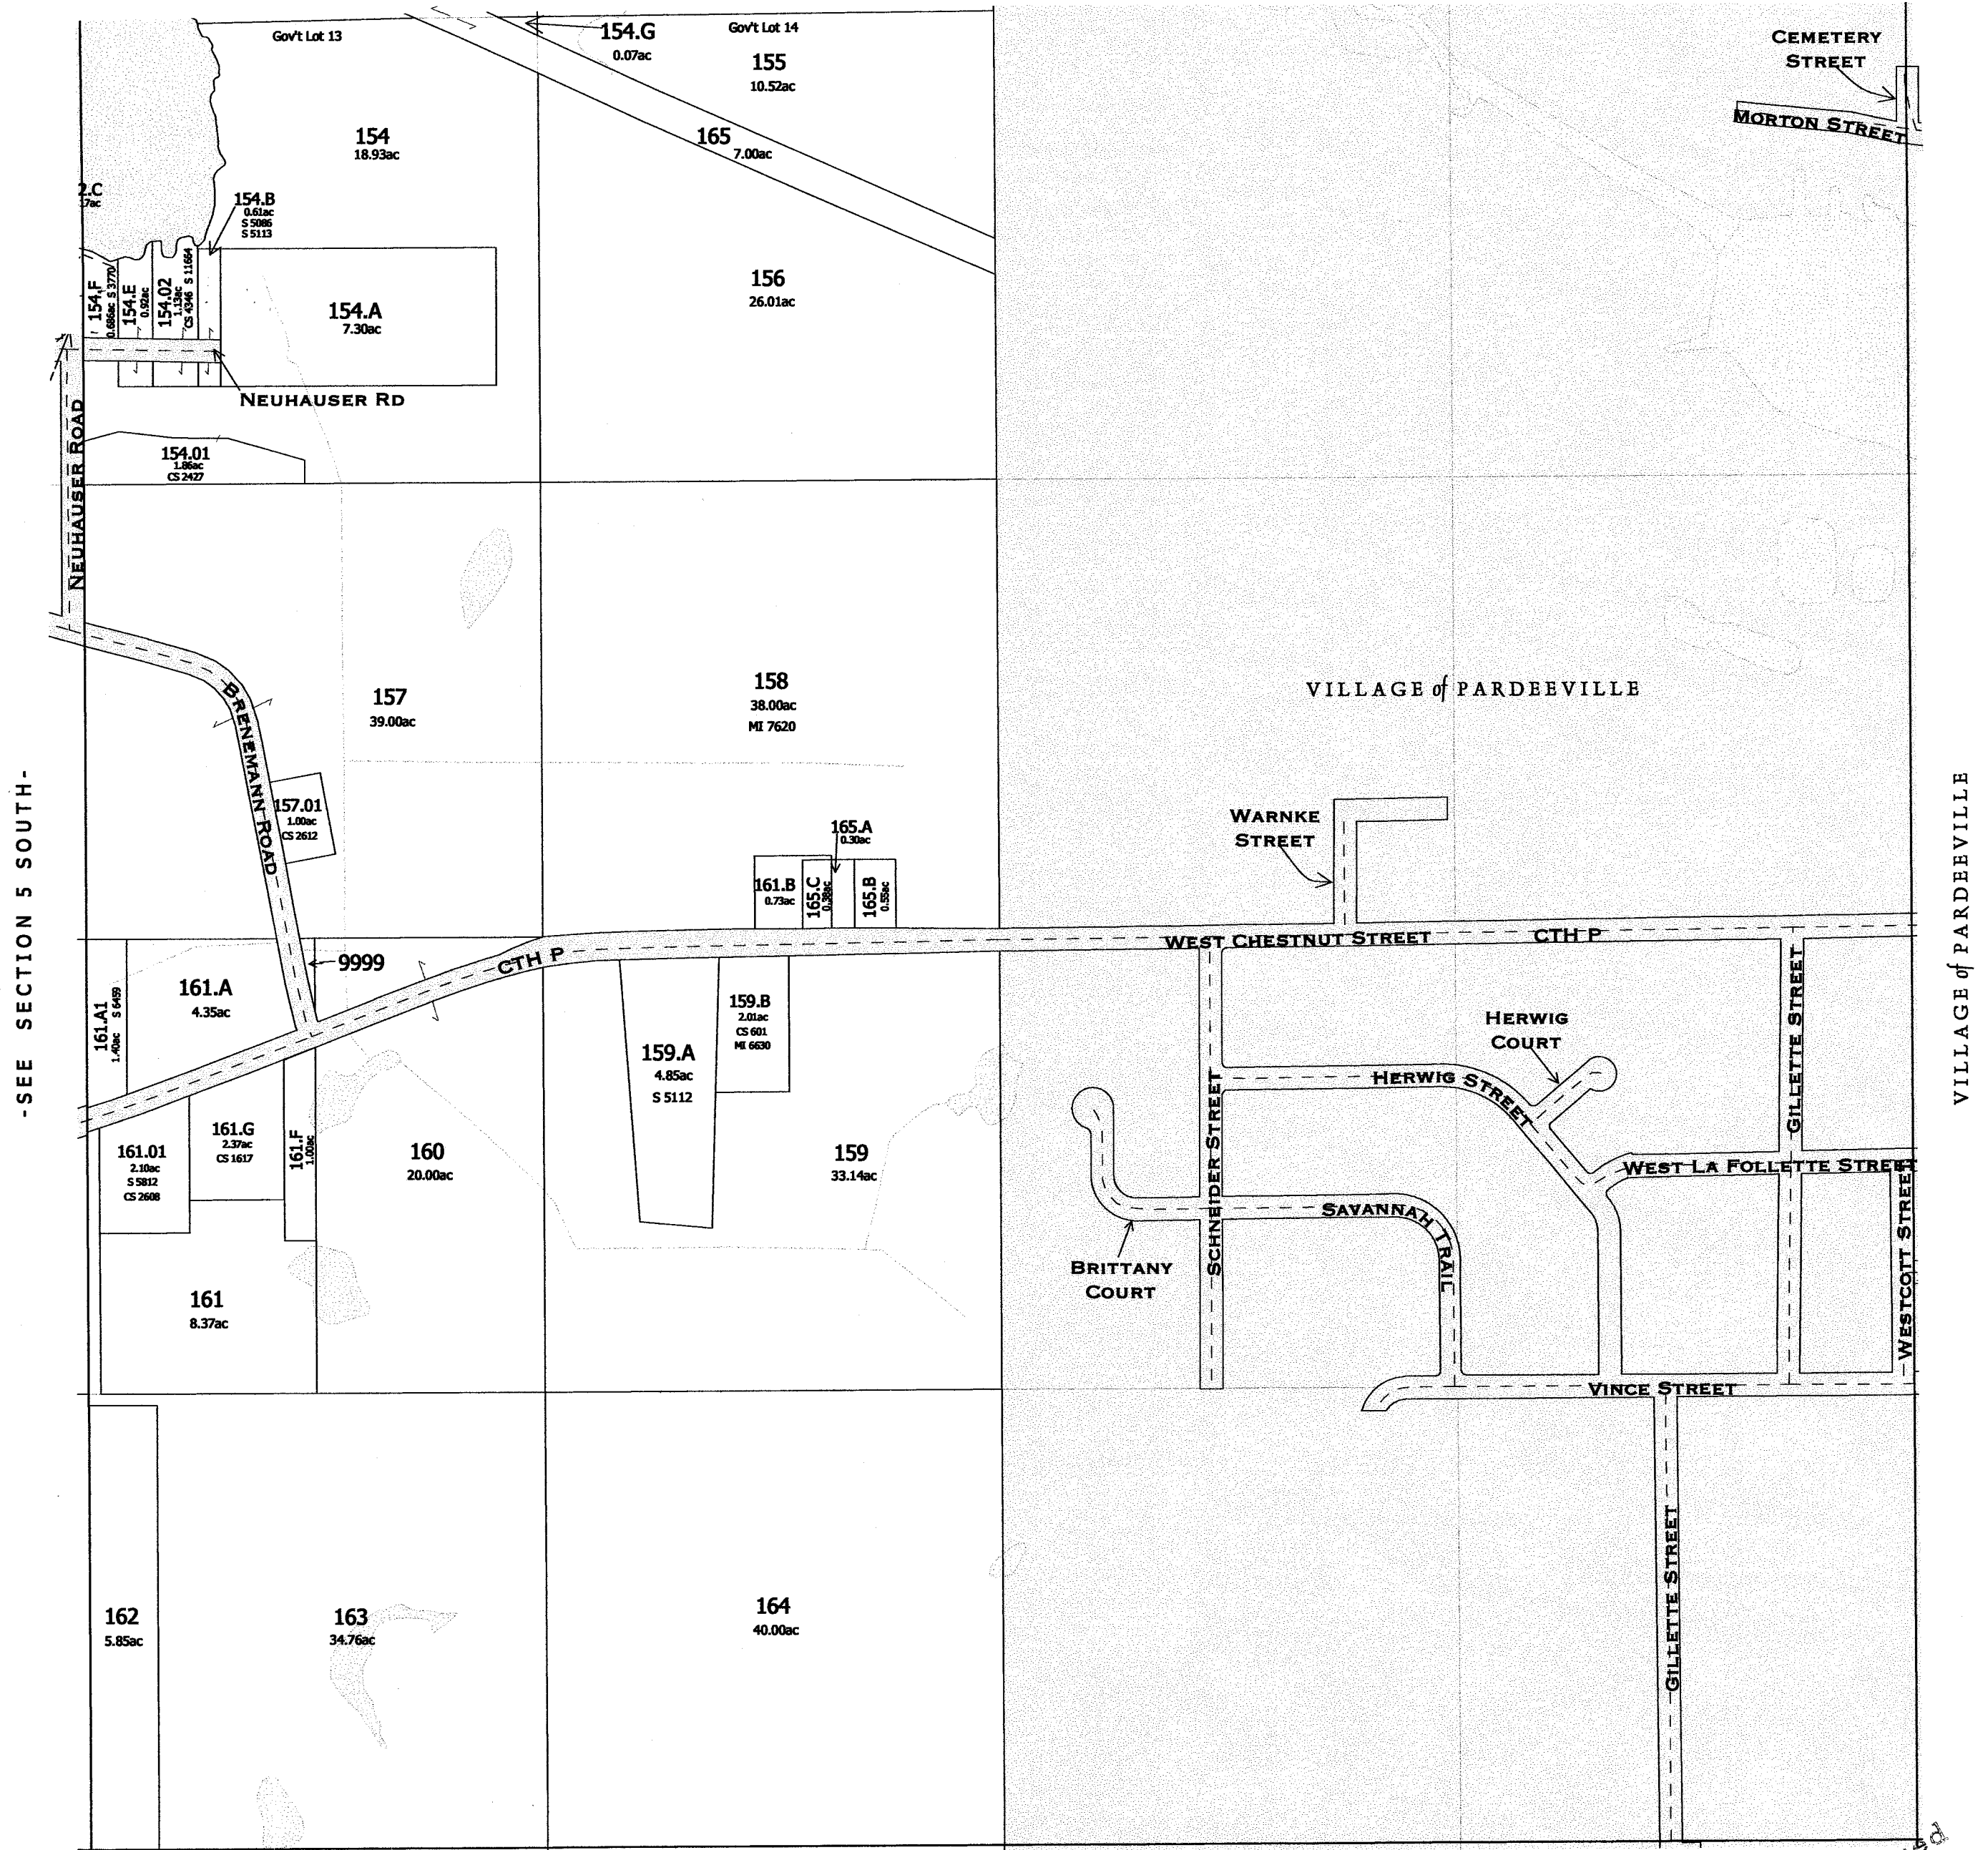 Gov't Lot 13
154.G
0.07ac
Gov't Lot 14
155
10.52ac
CEMETERY
STREET
MORTON STREET
154
18.93ac
165
7.00ac
2.C
7ac
154.B
0.61ac
S 5086
S 5113
154.F
0.686ac S 3770
154.E
0.92ac
154.02
1.13ac
CS 4346 S 11664
154.A
7.30ac
156
26.01ac
NEUHAUSER RD
NEUHAUSER ROAD
154.01
1.86ac
CS 2427
157
39.00ac
158
38.00ac
MI 7620
VILLAGE of PARDEEVILLE
BRENEMANN ROAD
157.01
1.00ac
CS 2612
-SEE SECTION 5 SOUTH-
VILLAGE of PARDEEVILLE
WARNKE
STREET
165.A
0.30ac
161.B
0.73ac
165.C
0.38ac
165.B
0.55ac
WEST CHESTNUT STREET
CTH P
CTH P
9999
161.A1
1.40ac S 6459
161.A
4.35ac
159.B
2.01ac
CS 601
MI 6630
159.A
4.85ac
S 5112
HERWIG
COURT
HERWIG STREET
GILLETTE STREET
SCHNEIDER STREET
161.01
2.10ac
S 5812
CS 2608
161.G
2.37ac
CS 1617
161.F
1.00ac
160
20.00ac
159
33.14ac
WEST LA FOLLETTE STREET
SAVANNAH TRAIL
BRITTANY
COURT
WESTCOTT STREET
161
8.37ac
VINCE STREET
GILLETTE STREET
162
5.85ac
163
34.76ac
164
40.00ac